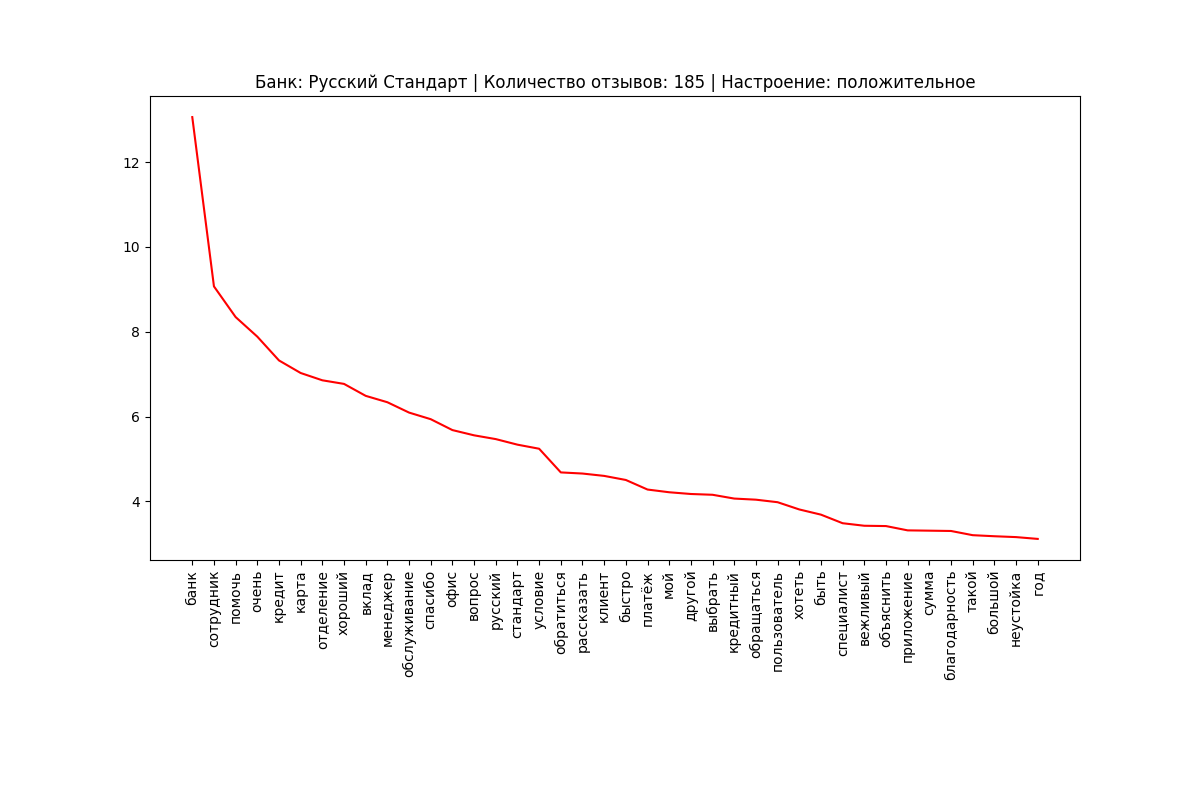 Банк: Русский Стандарт | Количество отзывов: 185 | Настроение: положительное
12
10
8
6
4
банк
сотрудник
помочь
очень
кредит
карта
отделение
хороший
вклад
менеджер
обслуживание
спасибо
офис
вопрос
русский
стандарт
условие
обратиться
рассказать
клиент
быстро
платёж
мой
другой
выбрать
кредитный
обращаться
пользователь
хотеть
быть
специалист
вежливый
объяснить
приложение
сумма
благодарность
такой
большой
неустойка
год